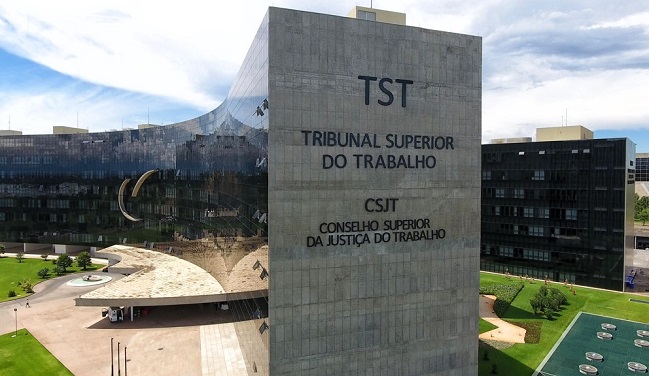 TST
TRIBUNAL SUPERIOR
DO TRABALHO
CSJT
CONSELHO SUPERIOR
DA JUSTIÇA DO TRABALHO